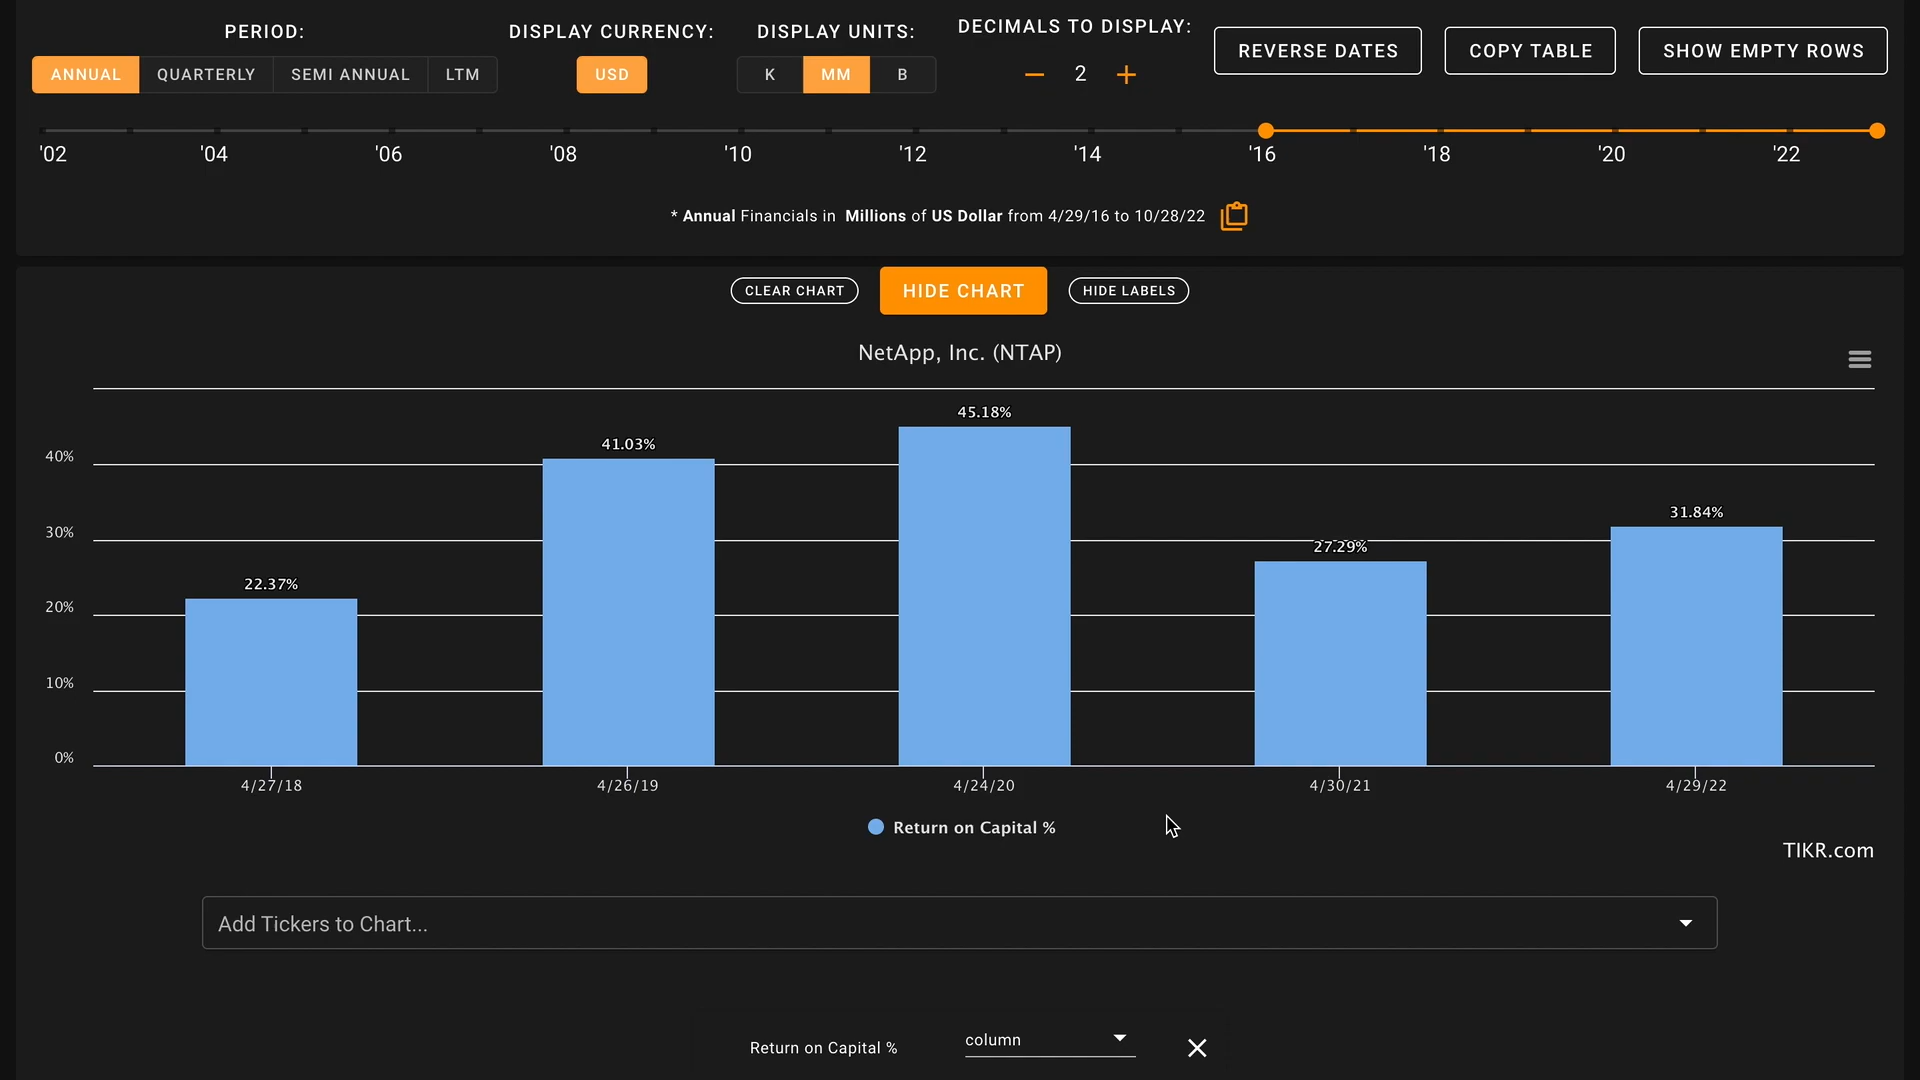 PERIOD:
DISPLAY CURRENCY:
DISPLAY UNITS:
DECIMALS TO DISPLAY:
ANNUAL QUARTERLY SEMI ANNUAL LTM
USD
K MM B
— 2 +
REVERSE DATES
COPY TABLE
SHOW EMPTY ROWS
'02 '04 '06 '08 '10 '12 '14 '16 '18 '20 '22
* Annual Financials in Millions of US Dollar from 4/29/16 to 10/28/22
CLEAR CHART
HIDE CHART
HIDE LABELS
NetApp, Inc. (NTAP)
45.18%
41.03%
40%
31.84%
30%
27.29%
22.37%
20%
10%
0%
4/27/18 4/26/19 4/24/20 4/30/21 4/29/22
Return on Capital %
TIKR.com
Add Tickers to Chart...
Return on Capital % column